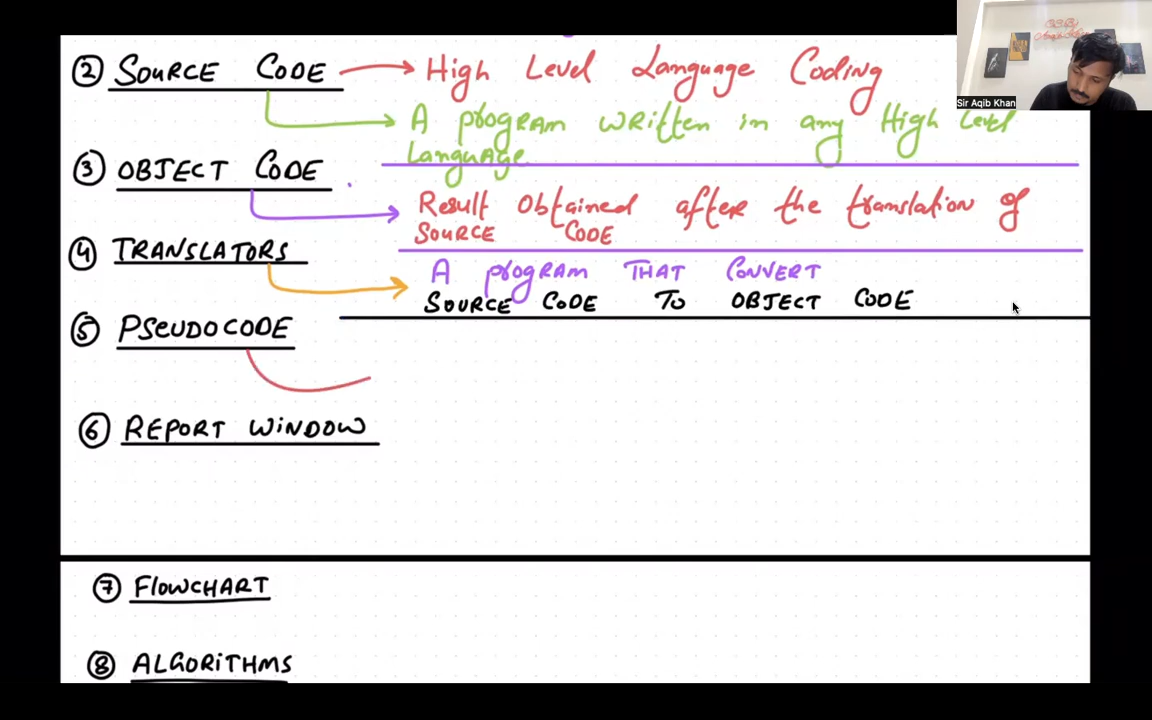 ② SOURCE CODE → High Level Language Coding
A program written in any High Level
Language
③ OBJECT CODE
Result Obtained after the translation of
SOURCE CODE
④ TRANSLATORS
A program THAT CONVERT
SOURCE CODE TO OBJECT CODE
⑤ PSEUDOCODE
⑥ REPORT WINDOW
⑦ FLOWCHART
⑧ ALGORITHMS
Sir Aqib Khan